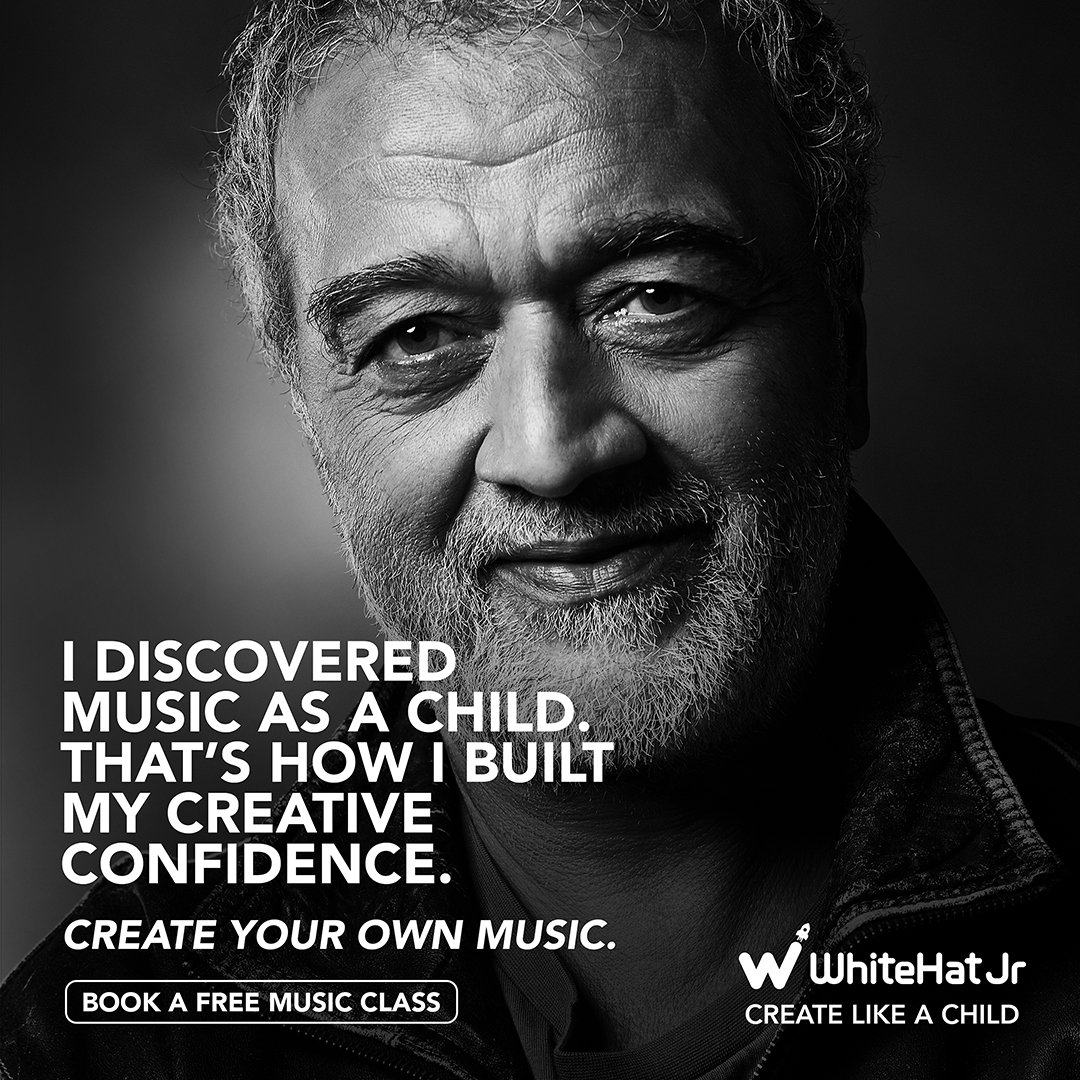 I DISCOVERED
MUSIC AS A CHILD.
THAT'S HOW I BUILT
MY CREATIVE
CONFIDENCE.
CREATE YOUR OWN MUSIC.
BOOK A FREE MUSIC CLASS
WhiteHat Jr
CREATE LIKE A CHILD